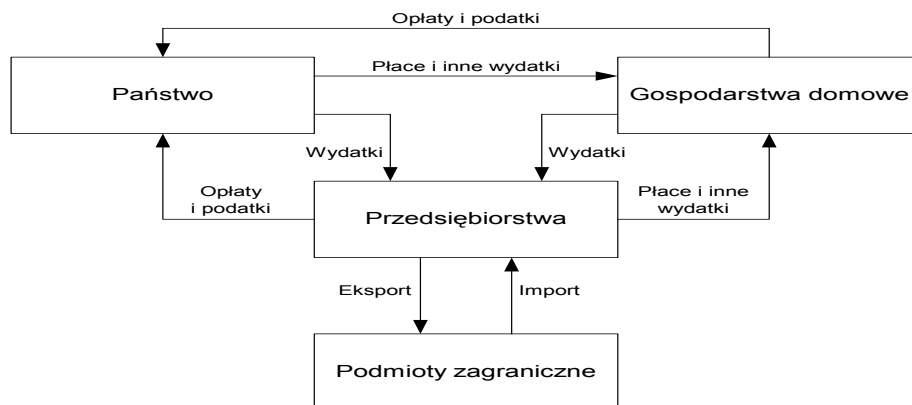 Opłaty i podatki
Płace i inne wydatki
Państwo
Gospodarstwa domowe
Wydatki
Wydatki
Opłaty
i podatki
Przedsiębiorstwa
Płace i inne
wydatki
Eksport
Import
Podmioty zagraniczne